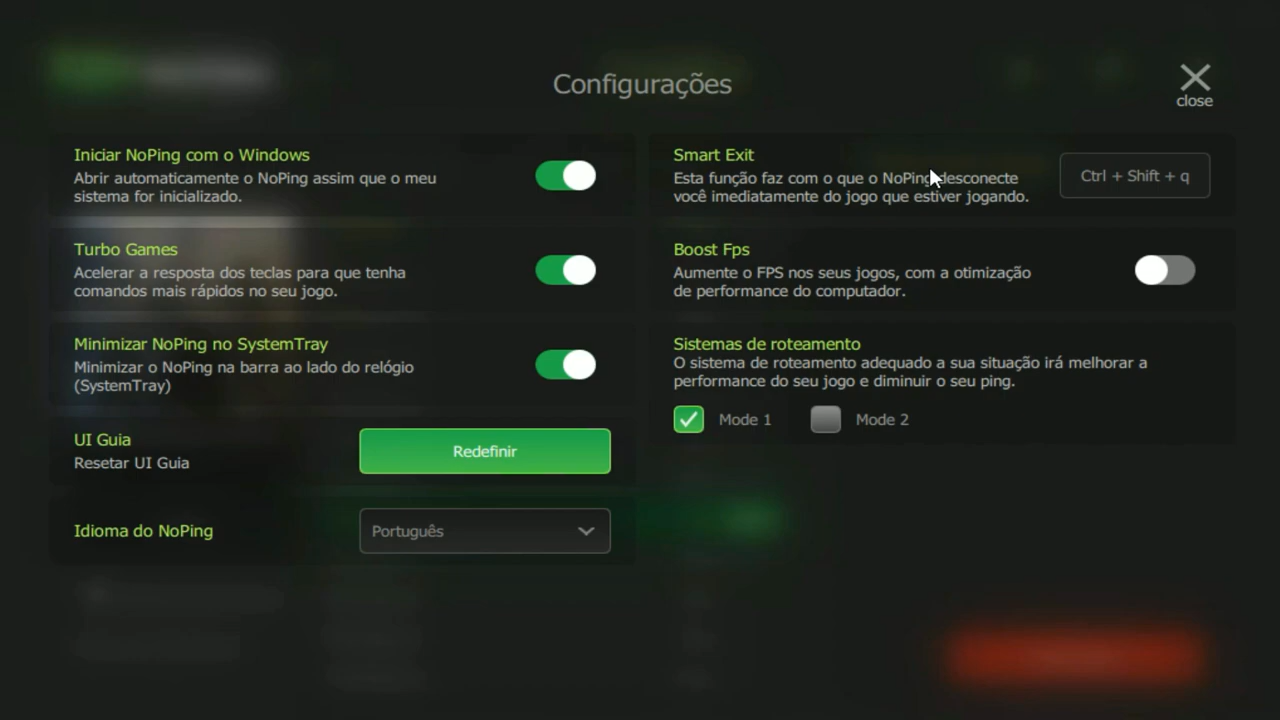 Configurações
close
Iniciar NoPing com o Windows
Abrir automaticamente o NoPing assim que o meu
sistema for inicializado.
Turbo Games
Acelerar a resposta dos teclas para que tenha
comandos mais rápidos no seu jogo.
Minimizar NoPing no SystemTray
Minimizar o NoPing na barra ao lado do relógio
(SystemTray)
UI Guia
Resetar UI Guia
Redefinir
Idioma do NoPing
Português
Smart Exit
Esta função faz com o que o NoPing desconecte
você imediatamente do jogo que estiver jogando.
Ctrl + Shift + q
Boost Fps
Aumente o FPS nos seus jogos, com a otimização
de performance do computador.
Sistemas de roteamento
O sistema de roteamento adequado a sua situação irá melhorar a
performance do seu jogo e diminuir o seu ping.
Mode 1
Mode 2